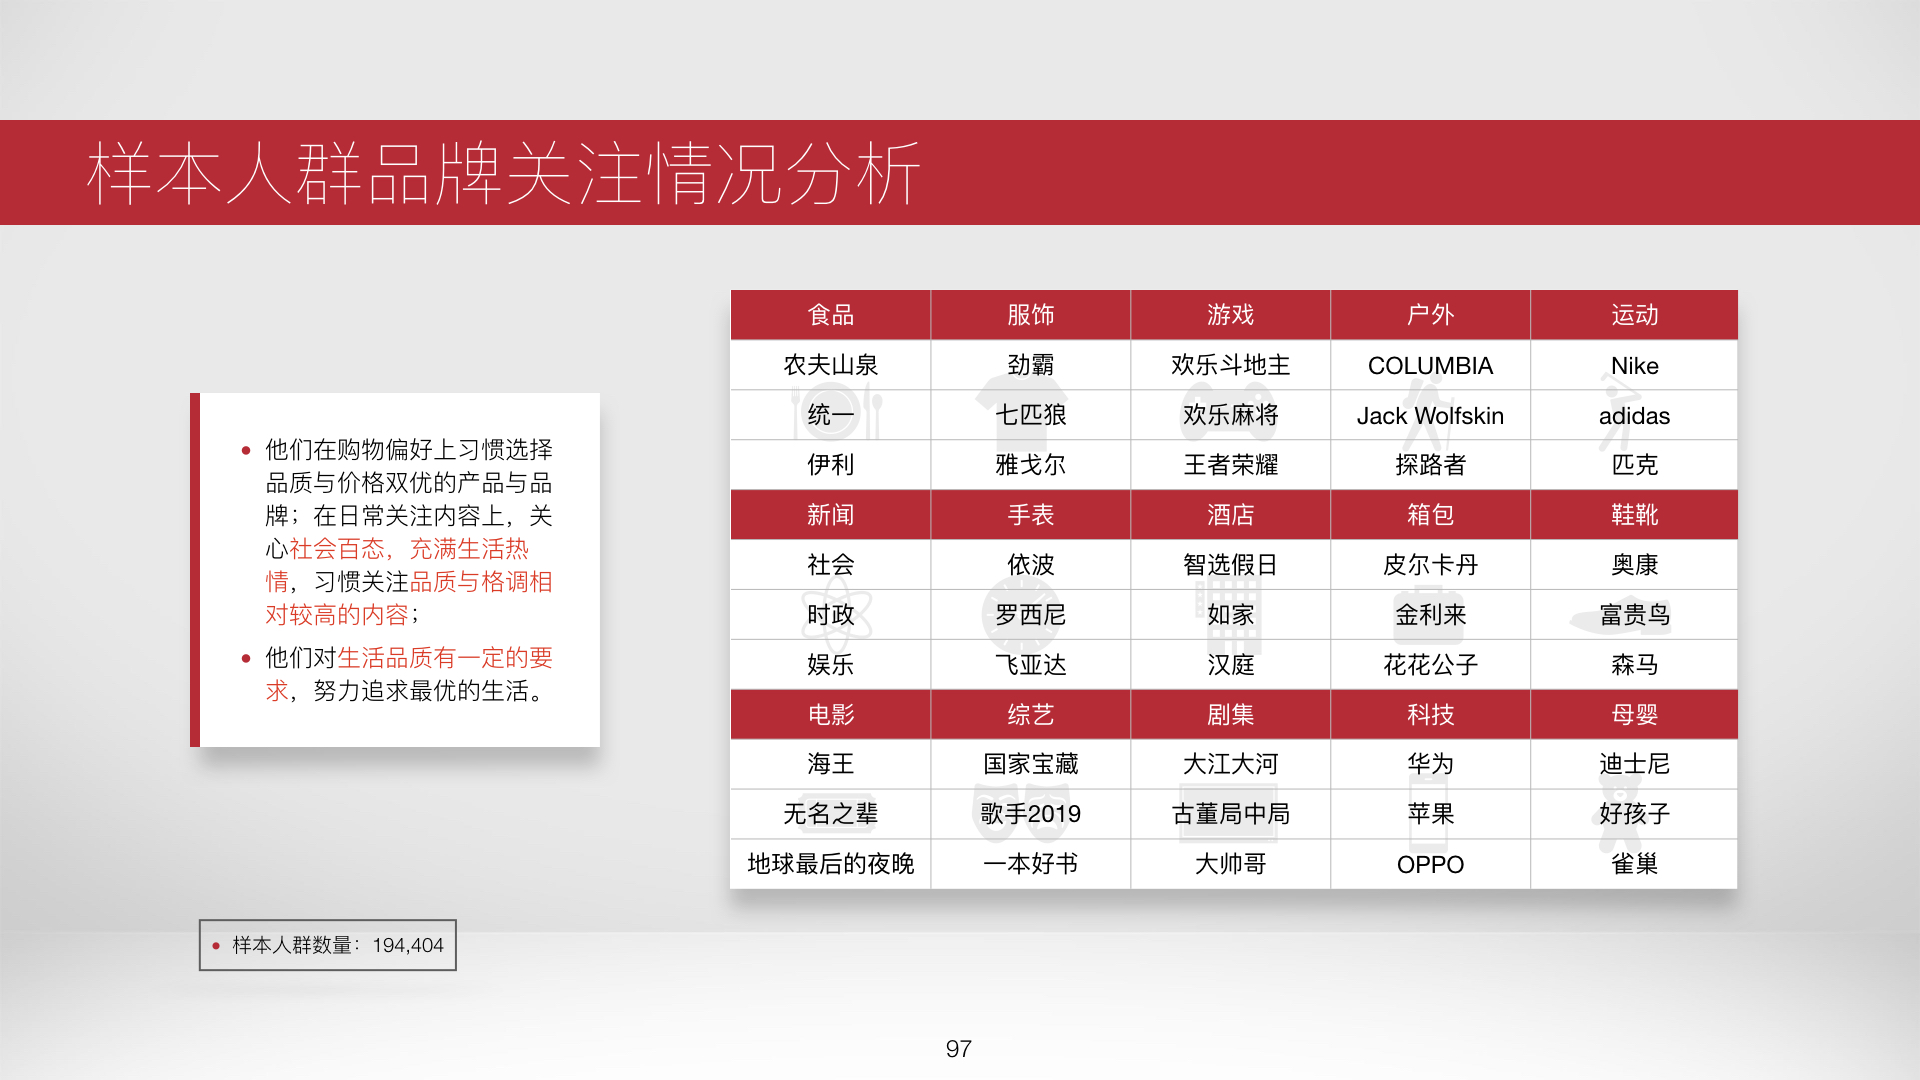 样本人群品牌关注情况分析
他们在购物偏好上习惯选择
品质与价格双优的产品与品
牌；在日常关注内容上，关
心社会百态，充满生活热
情，习惯关注品质与格调相
对较高的内容；
他们对生活品质有一定的要
求，努力追求最优的生活。
食品 服饰 游戏 户外 运动
农夫山泉 劲霸 欢乐斗地主 COLUMBIA Nike
统一 七匹狼 欢乐麻将 Jack Wolfskin adidas
伊利 雅戈尔 王者荣耀 探路者 匹克
新闻 手表 酒店 箱包 鞋靴
社会 依波 智选假日 皮尔卡丹 奥康
时政 罗西尼 如家 金利来 富贵鸟
娱乐 飞亚达 汉庭 花花公子 森马
电影 综艺 剧集 科技 母婴
海王 国家宝藏 大江大河 华为 迪士尼
无名之辈 歌手2019 古董局中局 苹果 好孩子
地球最后的夜晚 一本好书 大帅哥 OPPO 雀巢
样本人群数量：194,404
97